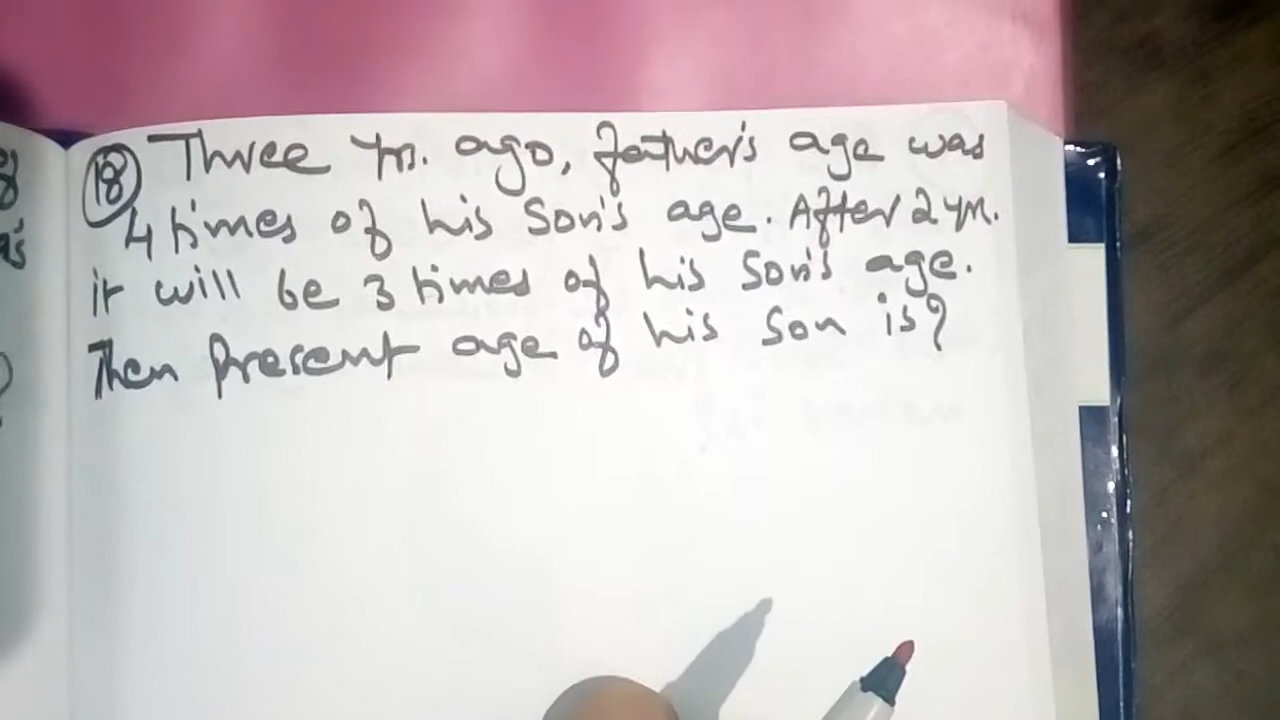 18 Three yrs. ago, father's age was
4 times of his Son's age. After 2 yrs.
it will be 3 times of his Son's age.
Then Present age of his Son is?